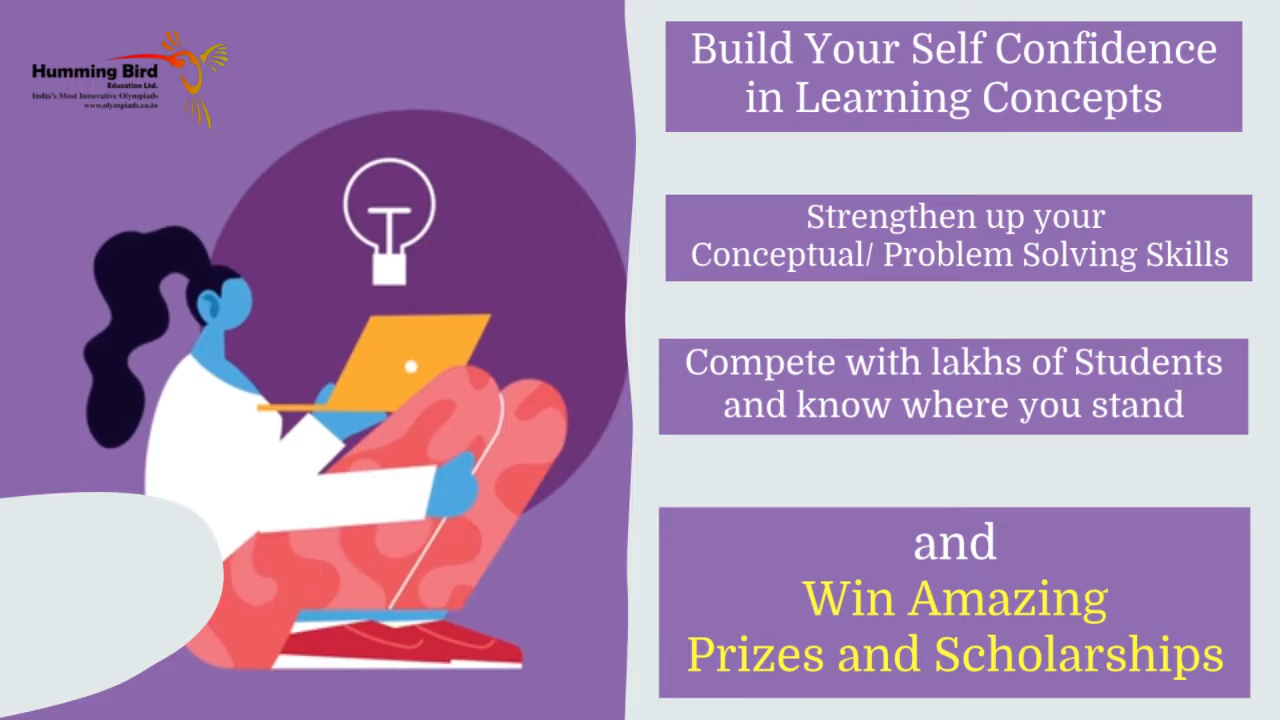 Humming Bird
Education Ltd.
India's Most Innovative Olympiads
www.olympiads.co.in
Build Your Self Confidence
in Learning Concepts
Strengthen up your
Conceptual/ Problem Solving Skills
Compete with lakhs of Students
and know where you stand
and
Win Amazing
Prizes and Scholarships